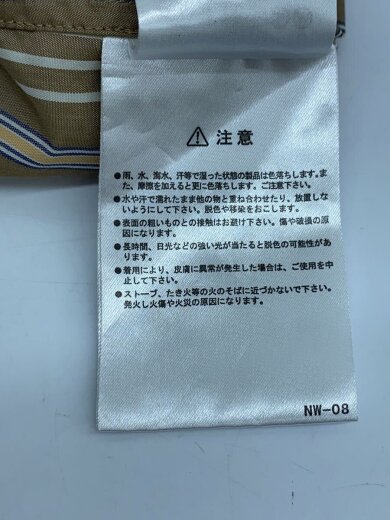 ⚠ 注意
●雨、水、海水、汗等で湿った状態の製品は色落ちします。ま
た、摩擦を加えると更に色落ちします。ご注意下さい。
●水や汗で濡れたまま他の物と重ね合わせたり、放置しな
いようにして下さい。脱色や移染をおこします。
●表面の粗いものとの接触はお避け下さい。傷や破損の原
因になります。
●長時間、日光などの強い光が当たると脱色の可能性があ
ります。
●着用により、皮膚に異常が発生した場合は、ご使用を中
止して下さい。
●ストーブ、たき火等の火のそばに近づかないで下さい。
発火し火傷や火災の原因になります。
NW-08